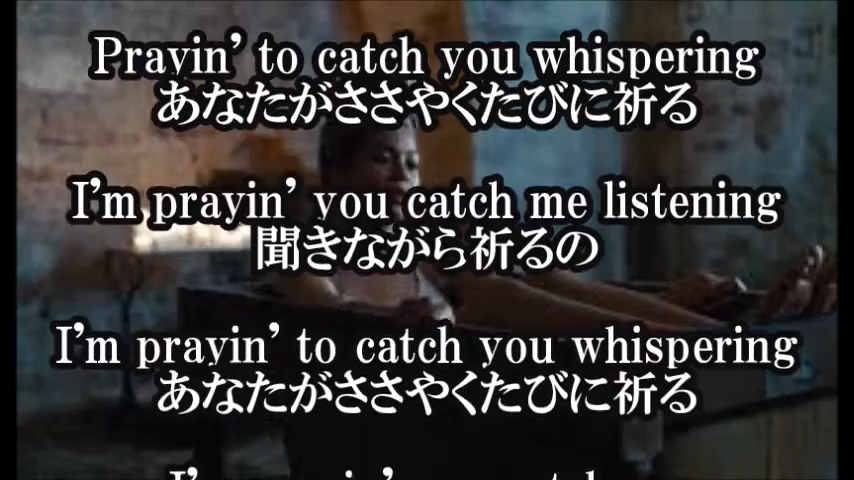 Prayin' to catch you whispering
あなたがささやくたびに祈る
I'm prayin' you catch me listening
聞きながら祈るの
I'm prayin' to catch you whispering
あなたがささやくたびに祈る